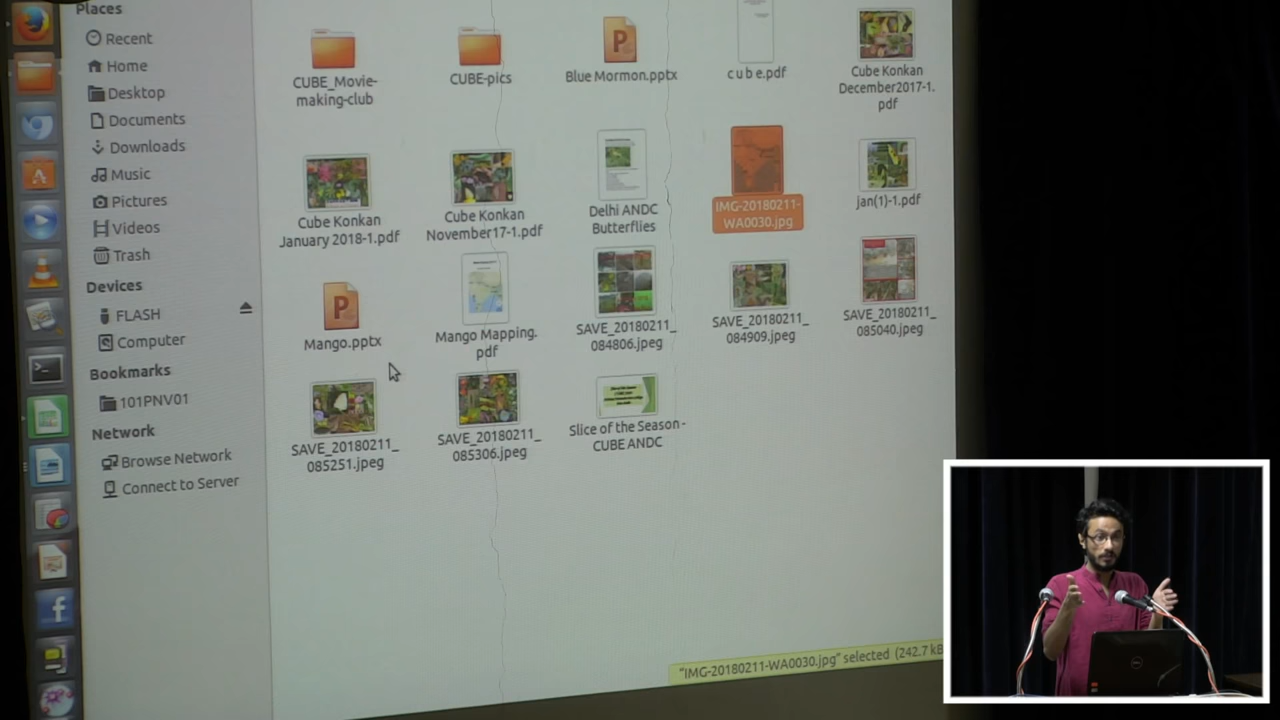 Places
Recent
Home
Desktop
Documents
Downloads
Music
Pictures
Videos
Trash
Devices
FLASH
Computer
Bookmarks
101PNV01
Network
Browse Network
Connect to Server
CUBE_Movie-
making-club
CUBE-pics
Blue Mormon.pptx
c u b e.pdf
Cube Konkan
December2017-1.
pdf
Cube Konkan
January 2018-1.pdf
Cube Konkan
November17-1.pdf
Delhi ANDC
Butterflies
IMG-20180211-
WA0030.jpg
jan(1)-1.pdf
Mango.pptx
Mango Mapping.
pdf
SAVE_20180211_
084806.jpeg
SAVE_20180211_
084909.jpeg
SAVE_20180211_
085040.jpeg
SAVE_20180211_
085251.jpeg
SAVE_20180211_
085306.jpeg
Slice of the Season -
CUBE ANDC
"IMG-20180211-WA0030.jpg" selected (242.7 kB